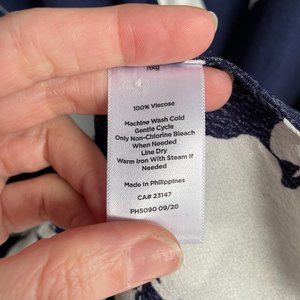 100% Viscose
Machine Wash Cold
Gentle Cycle
Only Non-Chlorine Bleach
When Needed
Line Dry
Warm Iron With Steam If
Needed
Made In Philippines
CA# 23147
PH5090 09/20